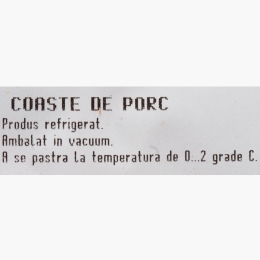 COASTE DE PORC
Produs refrigerat.
Ambalat in vacuum.
A se pastra la temperatura de 0...2 grade C.